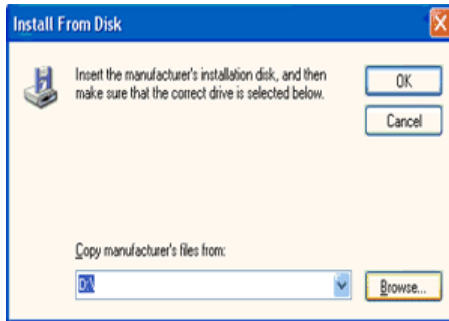 Install From Disk
Insert the manufacturer's installation disk, and then
make sure that the correct drive is selected below.
OK
Cancel
Copy manufacturer's files from:
D:\
Browse...